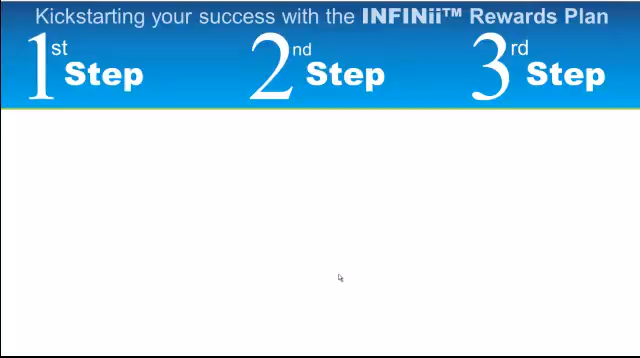 Kickstarting your success with the INFINii™ Rewards Plan
1st Step 2nd Step 3rd Step